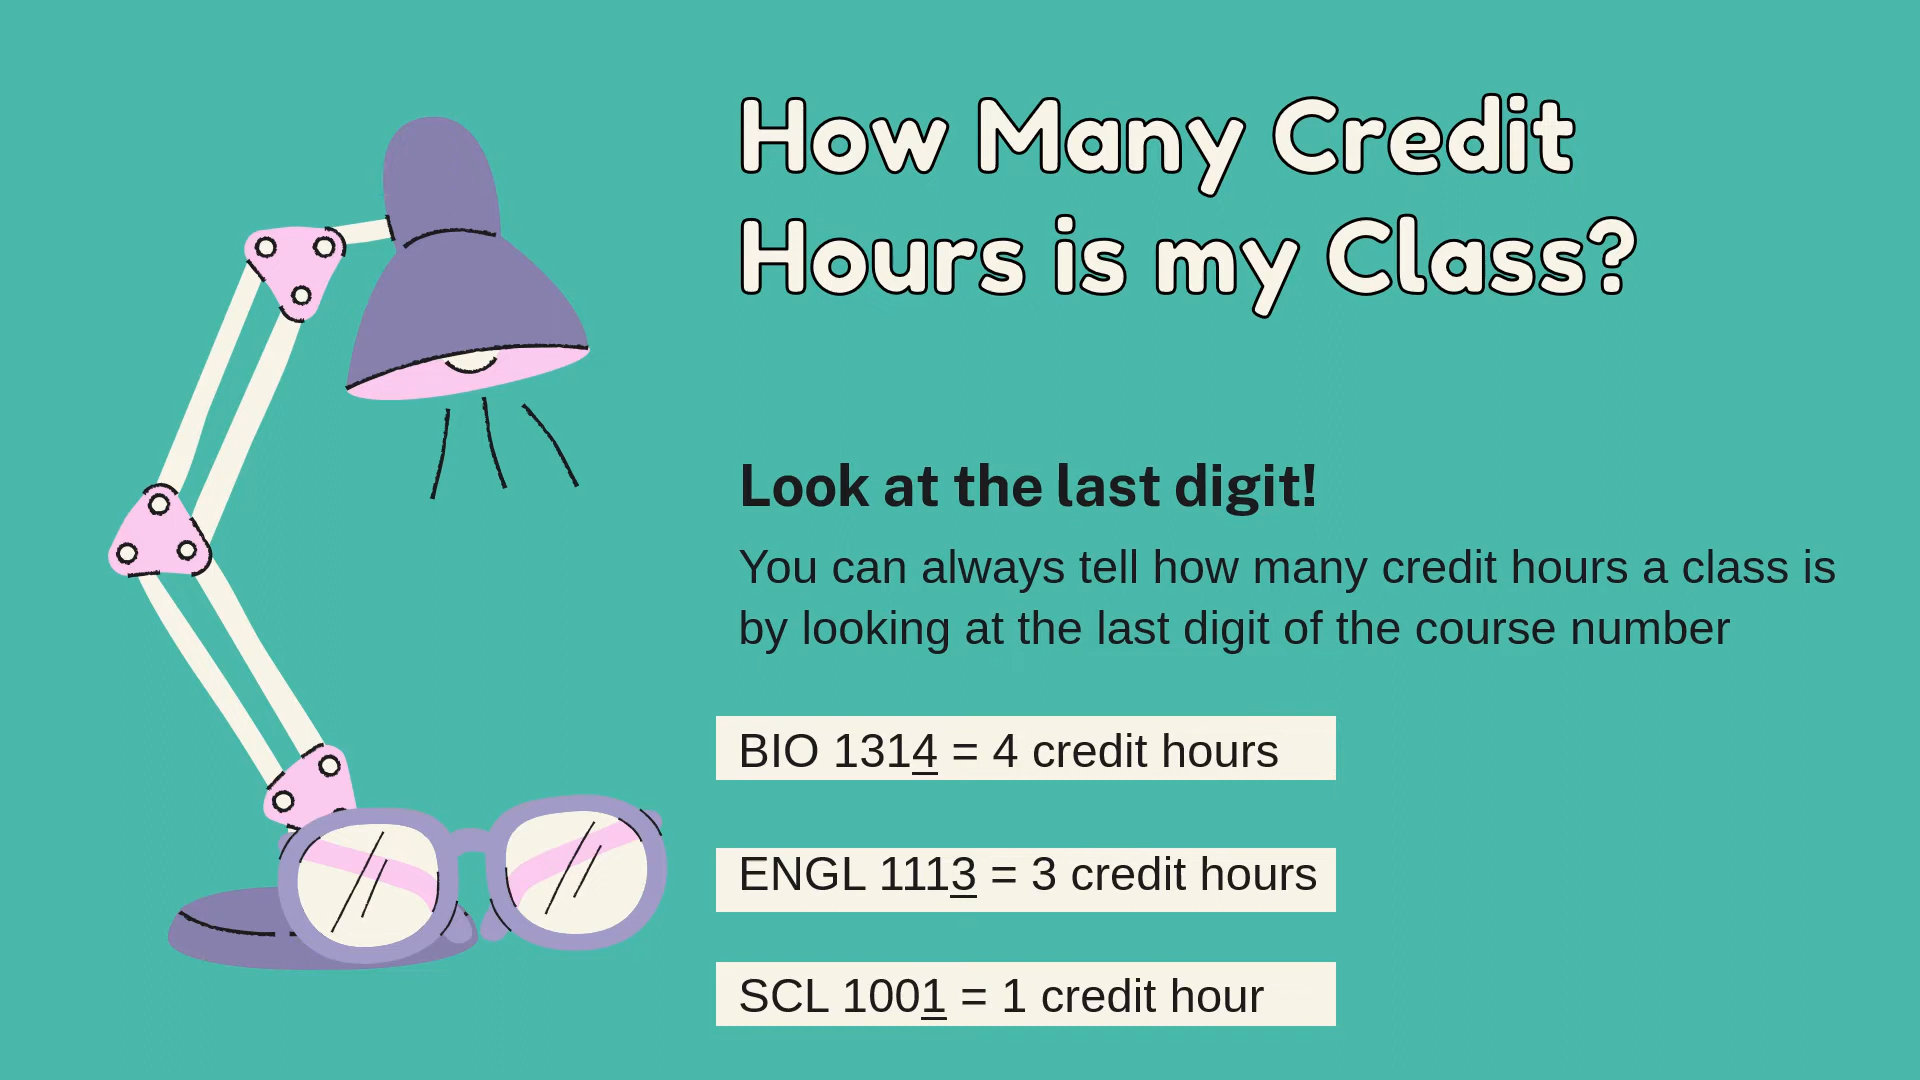 How Many Credit
Hours is my Class?
Look at the last digit!
You can always tell how many credit hours a class is
by looking at the last digit of the course number
BIO 1314 = 4 credit hours
ENGL 1113 = 3 credit hours
SCL 1001 = 1 credit hour